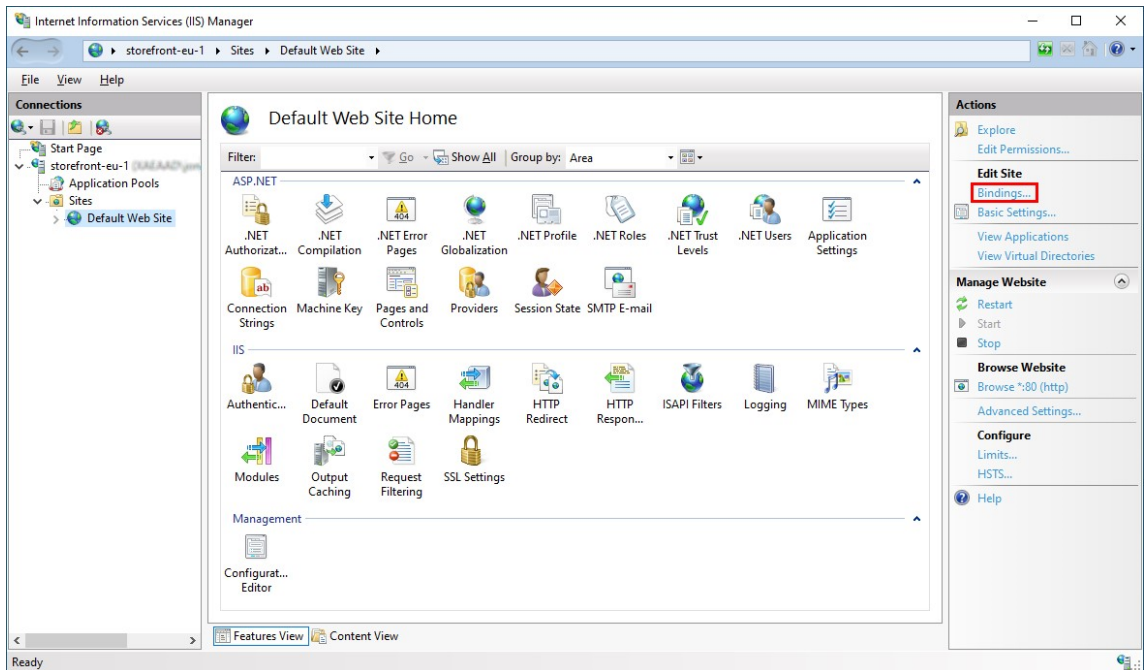 Internet Information Services (IIS) Manager
storefront-eu-1 Sites Default Web Site
File View Help
Connections
Start Page
storefront-eu-1
Application Pools
Sites
Default Web Site
Default Web Site Home
Filter: Go Show All Group by: Area
ASP.NET
.NET Authorizat...
.NET Compilation
.NET Error Pages
.NET Globalization
.NET Profile
.NET Roles
.NET Trust Levels
.NET Users
Application Settings
Connection Strings
Machine Key
Pages and Controls
Providers
Session State
SMTP E-mail
IIS
Authentic...
Default Document
Error Pages
Handler Mappings
HTTP Redirect
HTTP Respon...
ISAPI Filters
Logging
MIME Types
Modules
Output Caching
Request Filtering
SSL Settings
Management
Configurat... Editor
Features View Content View
Actions
Explore
Edit Permissions...
Edit Site
Bindings...
Basic Settings...
View Applications
View Virtual Directories
Manage Website
Restart
Start
Stop
Browse Website
Browse *:80 (http)
Advanced Settings...
Configure
Limits...
HSTS...
Help
Ready